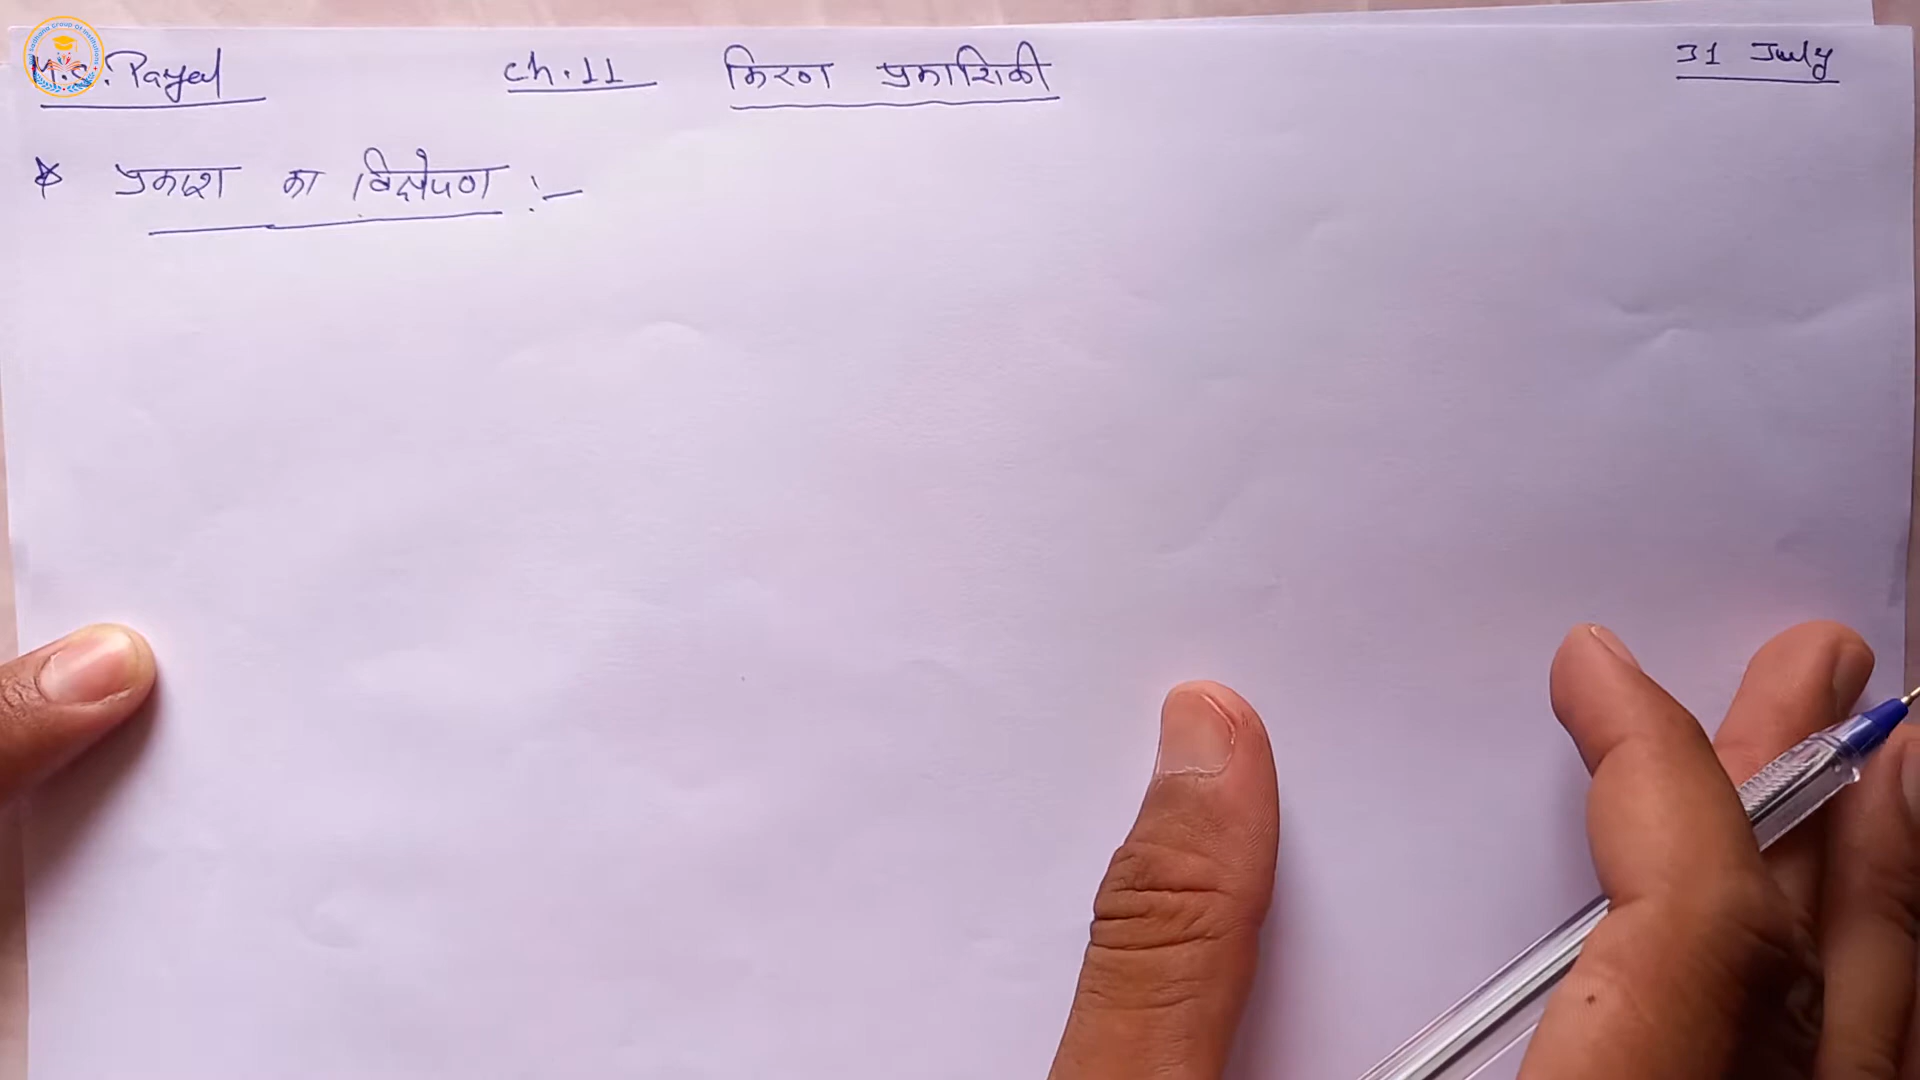 M.S. Payal Ch.11 किरण प्रकाशिकी 31 July
* प्रकाश का विक्षेपण :-